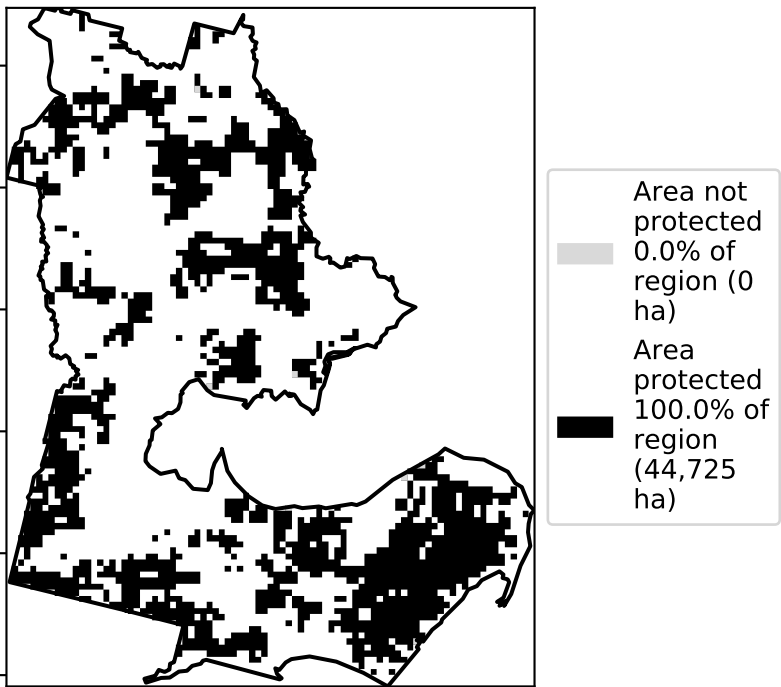 Area not
protected
0.0% of
region (0
ha)
Area
protected
100.0% of
region
(44,725
ha)